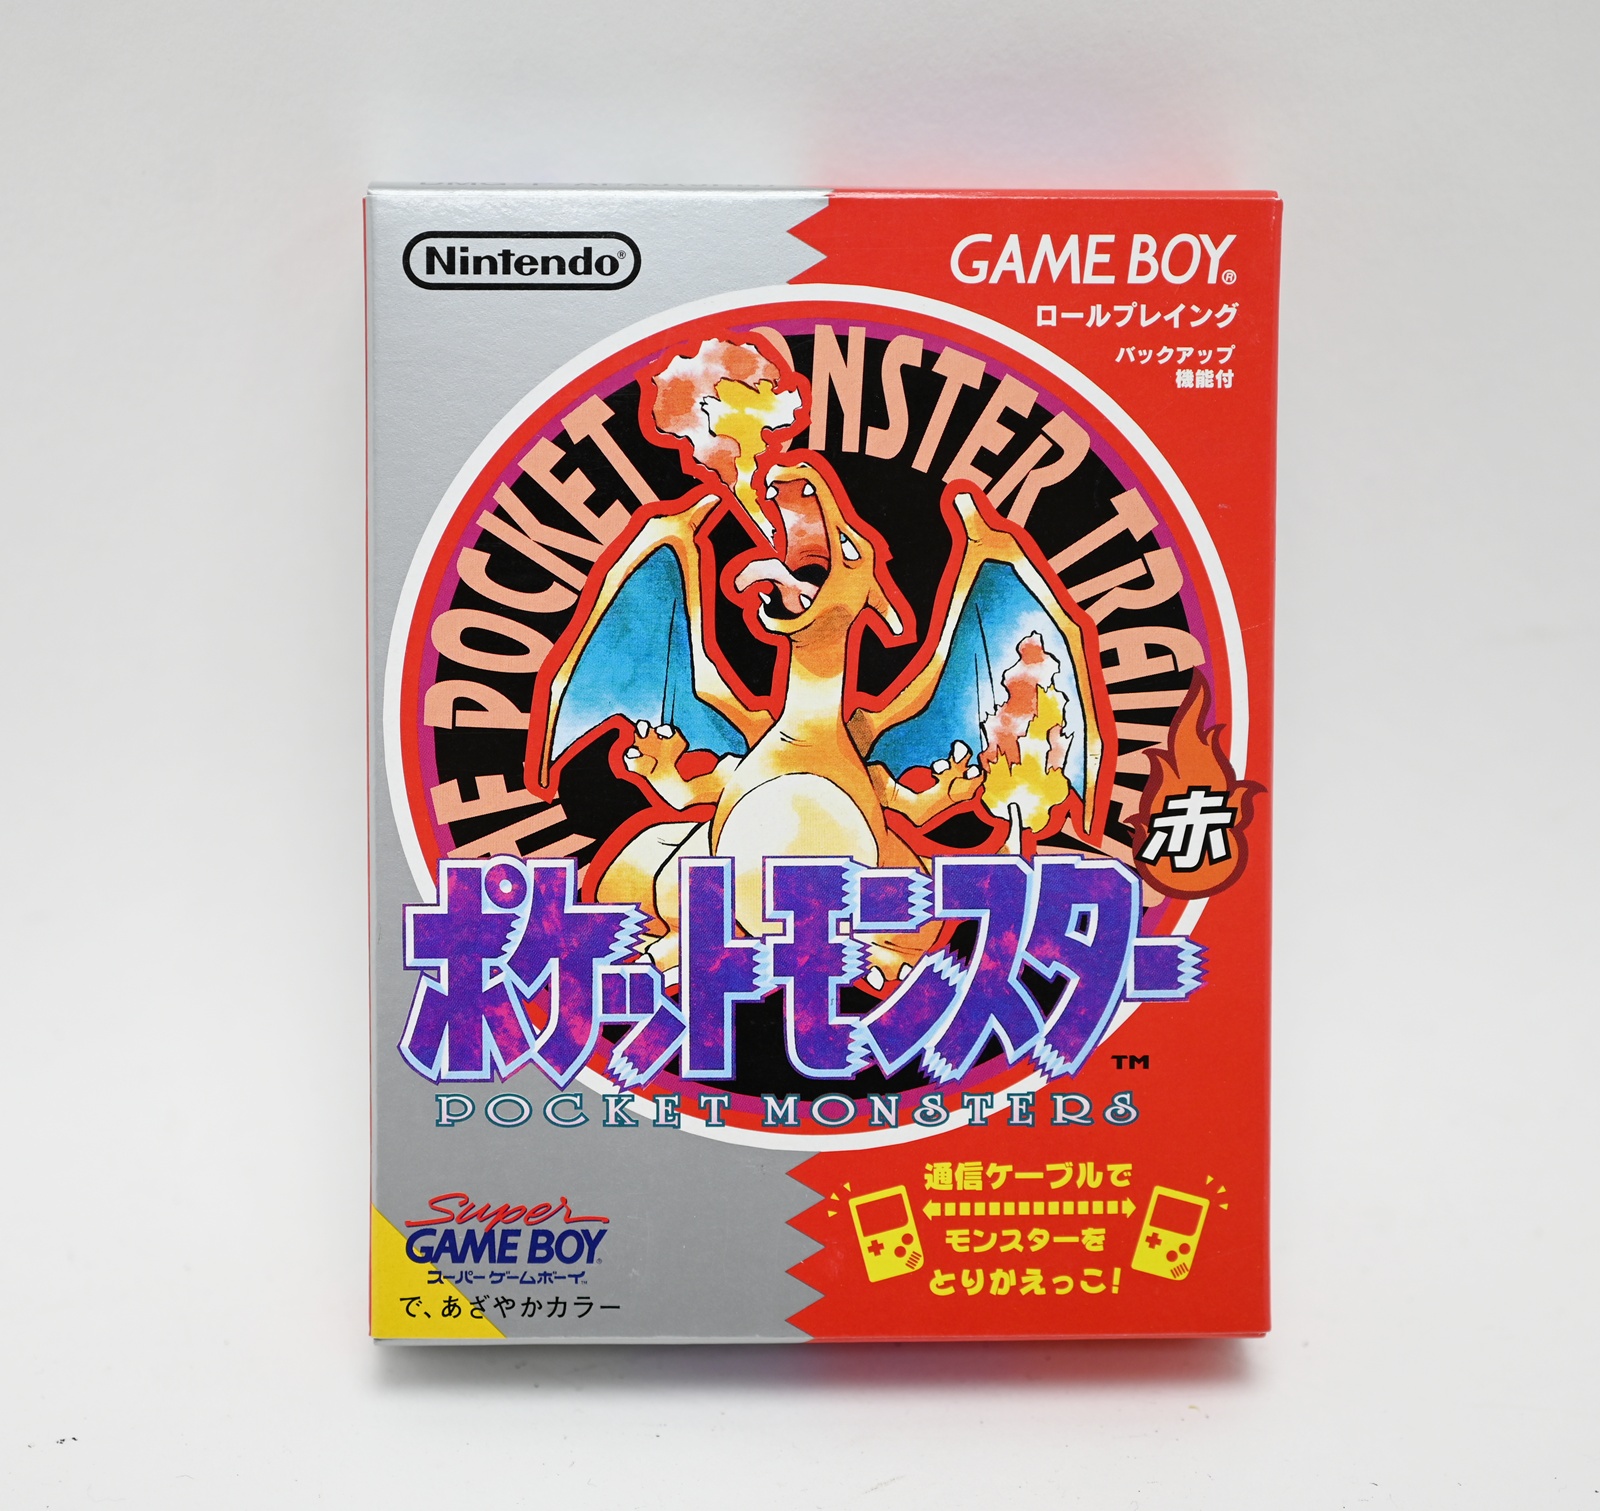 Nintendo®
GAME BOY®
ロールプレイング
バックアップ
機能付
POCKET MONSTER
赤
ポケットモンスター
TM
POCKET MONSTERS
通信ケーブルで
モンスターを
とりかえっこ!
Super
GAME BOY
スーパーゲームボーイ
で、あざやかカラー